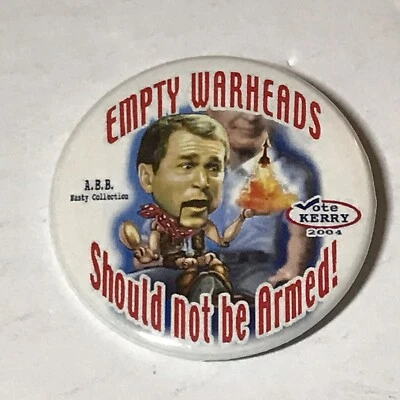 EMPTY WARHEADS
A.B.B.
Nasty Collection
Vote
KERRY
2004
Should not be Armed!